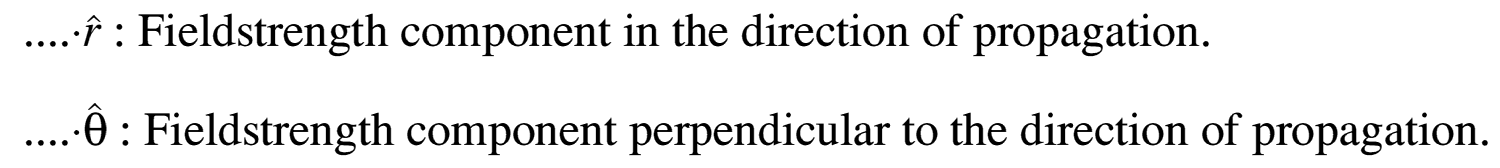 ....·r̂ : Fieldstrength component in the direction of propagation.
....·θ̂ : Fieldstrength component perpendicular to the direction of propagation.